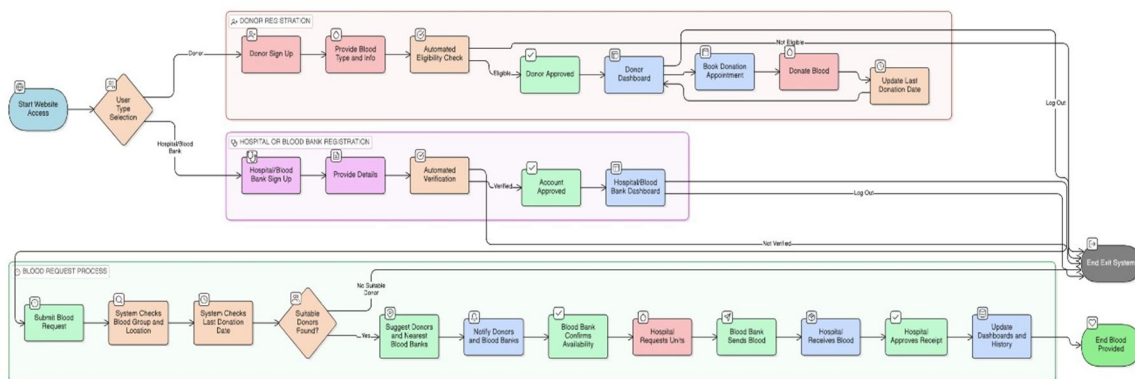 DONOR REGISTRATION
Donor Sign Up
Provide Blood
Type and Info
Automated
Eligibility Check
Not Eligible
Eligible
Donor Approved
Donor
Dashboard
Book Donation
Appointment
Donate Blood
Update Last
Donation Date
Log Out
Donor
Start Website
Access
User
Type
Selection
Hospital/Blood
Bank
HOSPITAL OR BLOOD BANK REGISTRATION
Hospital/Blood
Bank Sign Up
Provide Details
Automated
Verification
Verified
Account
Approved
Hospital/Blood
Bank Dashboard
Log Out
Not Verified
End Exit System
BLOOD REQUEST PROCESS
Submit Blood
Request
System Checks
Blood Group and
Location
System Checks
Last Donation
Date
Suitable
Donors
Found?
No Suitable
Donor
Yes
Suggest Donors
and Nearest
Blood Banks
Notify Donors
and Blood Banks
Blood Bank
Confirms
Availability
Hospital
Requests Units
Blood Bank
Sends Blood
Hospital
Receives Blood
Hospital
Approves Receipt
Update
Dashboards and
History
End Blood
Provided